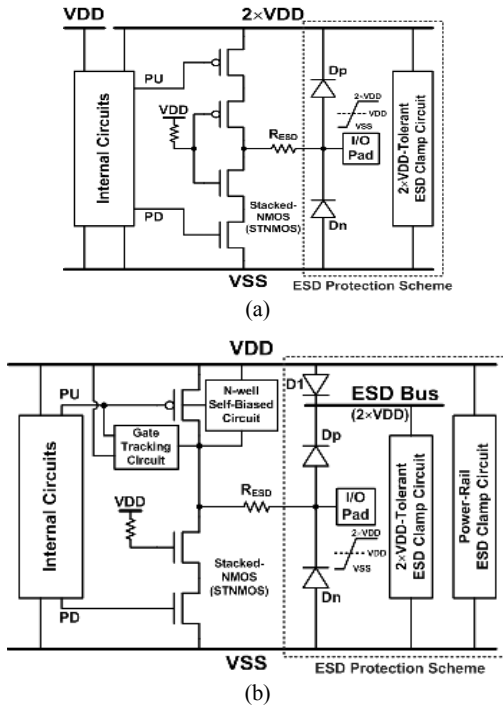 VDD
2×VDD
PU
Internal Circuits
VDD
Dp
2×VDD
VDD
VSS
RESD
I/O
Pad
2×VDD-Tolerant
ESD Clamp Circuit
Stacked-
NMOS
(STNMOS)
PD
Dn
VSS
ESD Protection Scheme
(a)
VDD
PU
N-well
Self-Biased
Circuit
D1
ESD Bus
(2×VDD)
Gate
Tracking
Circuit
Dp
Internal Circuits
VDD
RESD
I/O
Pad
2×VDD
VDD
VSS
2×VDD-Tolerant
ESD Clamp Circuit
Power-Rail
ESD Clamp Circuit
Stacked-
NMOS
(STNMOS)
Dn
PD
VSS
ESD Protection Scheme
(b)